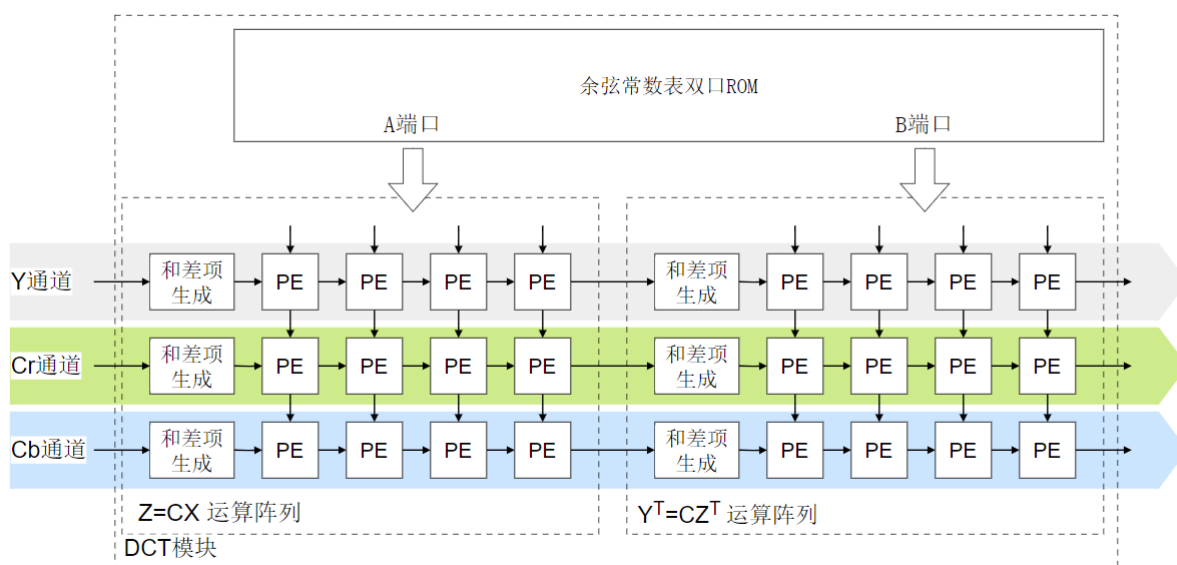 余弦常数表双口ROM
A端口 B端口
Y通道
和差项
生成
PE PE PE PE
和差项
生成
PE PE PE PE
Cr通道
和差项
生成
PE PE PE PE
和差项
生成
PE PE PE PE
Cb通道
和差项
生成
PE PE PE PE
和差项
生成
PE PE PE PE
Z=CX 运算阵列
Yᵀ=CZᵀ 运算阵列
DCT模块